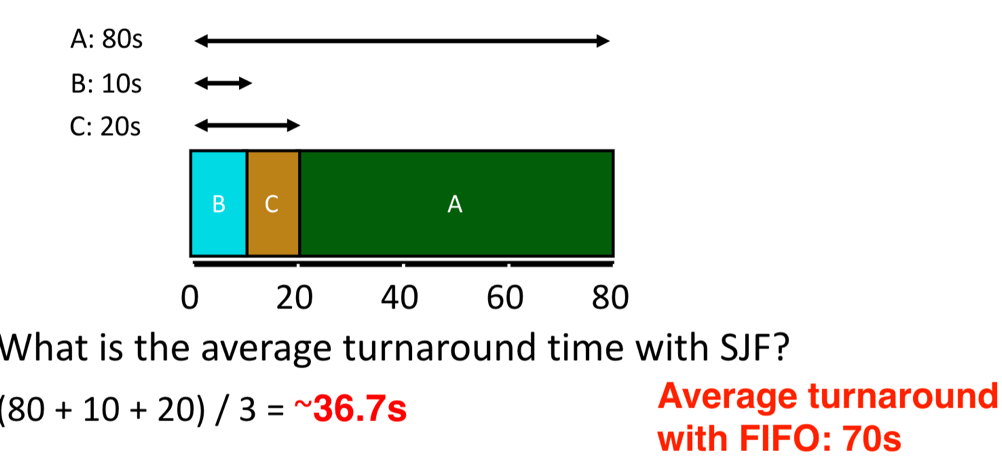 A: 80s
B: 10s
C: 20s
B C A
0 20 40 60 80
What is the average turnaround time with SJF?
(80 + 10 + 20) / 3 = ~36.7s
Average turnaround
with FIFO: 70s